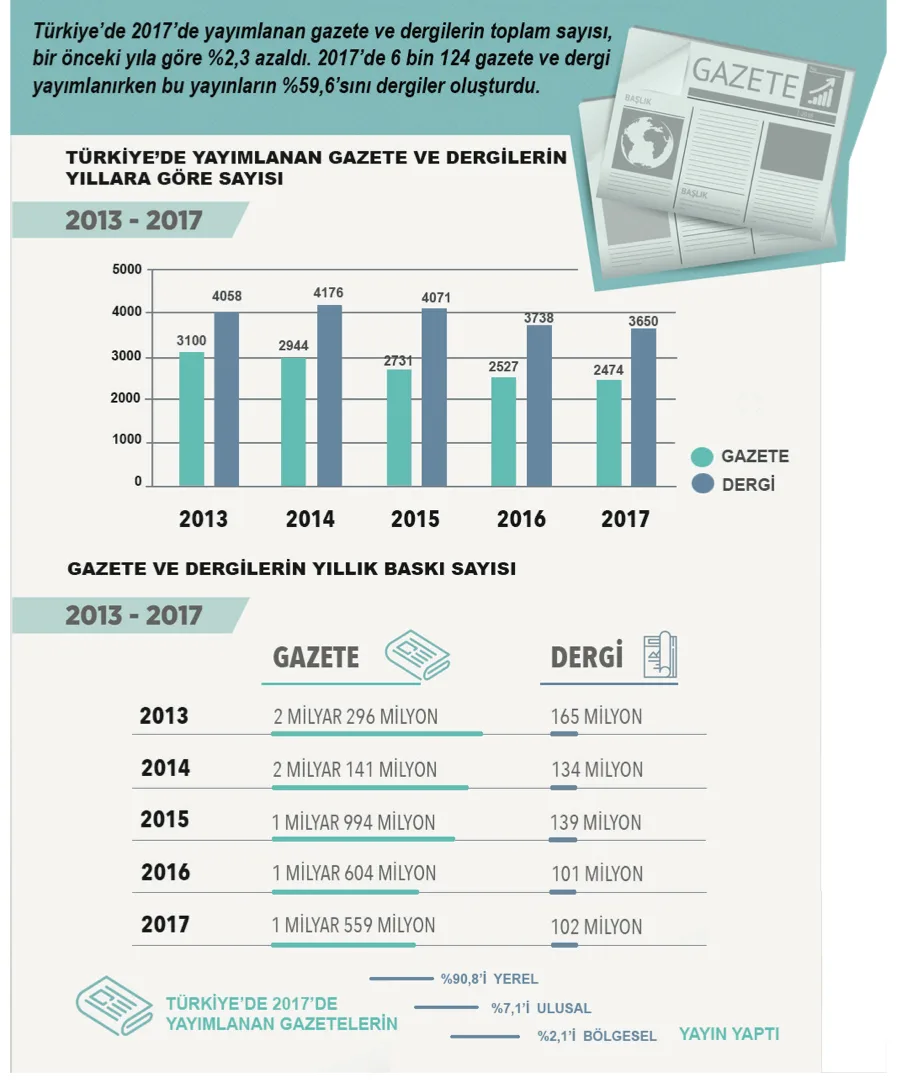 Türkiye'de 2017'de yayımlanan gazete ve dergilerin toplam sayısı,
bir önceki yıla göre %2,3 azaldı. 2017'de 6 bin 124 gazete ve dergi
yayımlanırken bu yayınların %59,6'sını dergiler oluşturdu.
GAZETE
BAŞLIK
BAŞLIK
TÜRKİYE'DE YAYIMLANAN GAZETE VE DERGİLERİN
YILLARA GÖRE SAYISI
2013 - 2017
5000
4000
3000
2000
1000
0
3100 4058
2944 4176
2731 4071
2527 3738
2474 3650
2013 2014 2015 2016 2017
GAZETE
DERGİ
GAZETE VE DERGİLERİN YILLIK BASKI SAYISI
2013 - 2017
GAZETE DERGİ
2013 2 MİLYAR 296 MİLYON 165 MİLYON
2014 2 MİLYAR 141 MİLYON 134 MİLYON
2015 1 MİLYAR 994 MİLYON 139 MİLYON
2016 1 MİLYAR 604 MİLYON 101 MİLYON
2017 1 MİLYAR 559 MİLYON 102 MİLYON
TÜRKİYE'DE 2017'DE
YAYIMLANAN GAZETELERİN
%90,8'İ YEREL
%7,1'İ ULUSAL
%2,1'İ BÖLGESEL YAYIN YAPTI